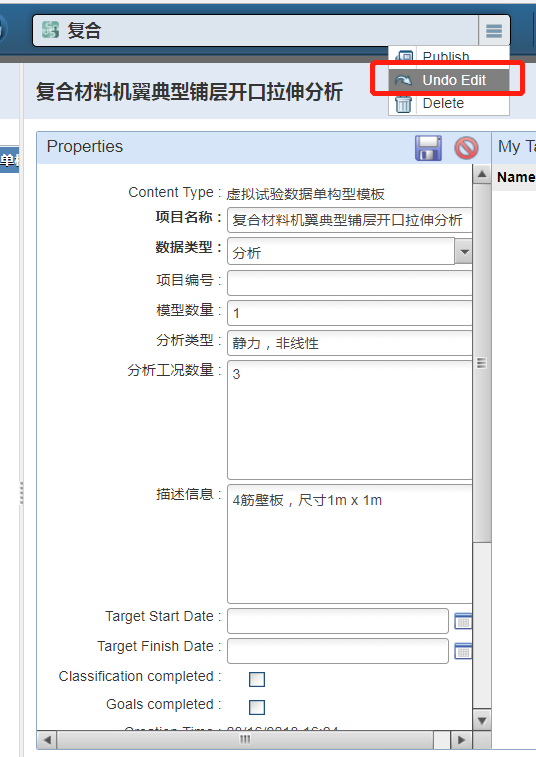 复合
Publish
Undo Edit
Delete
复合材料机翼典型铺层开口拉伸分析
单
Properties
My Ta
Name
Content Type : 虚拟试验数据单构型模板
项目名称 : 复合材料机翼典型铺层开口拉伸分析
数据类型 : 分析
项目编号 :
模型数量 : 1
分析类型 : 静力，非线性
分析工况数量 : 3
描述信息 : 4筋壁板，尺寸1m x 1m
Target Start Date :
Target Finish Date :
Classification completed :
Goals completed :
Creation Time :